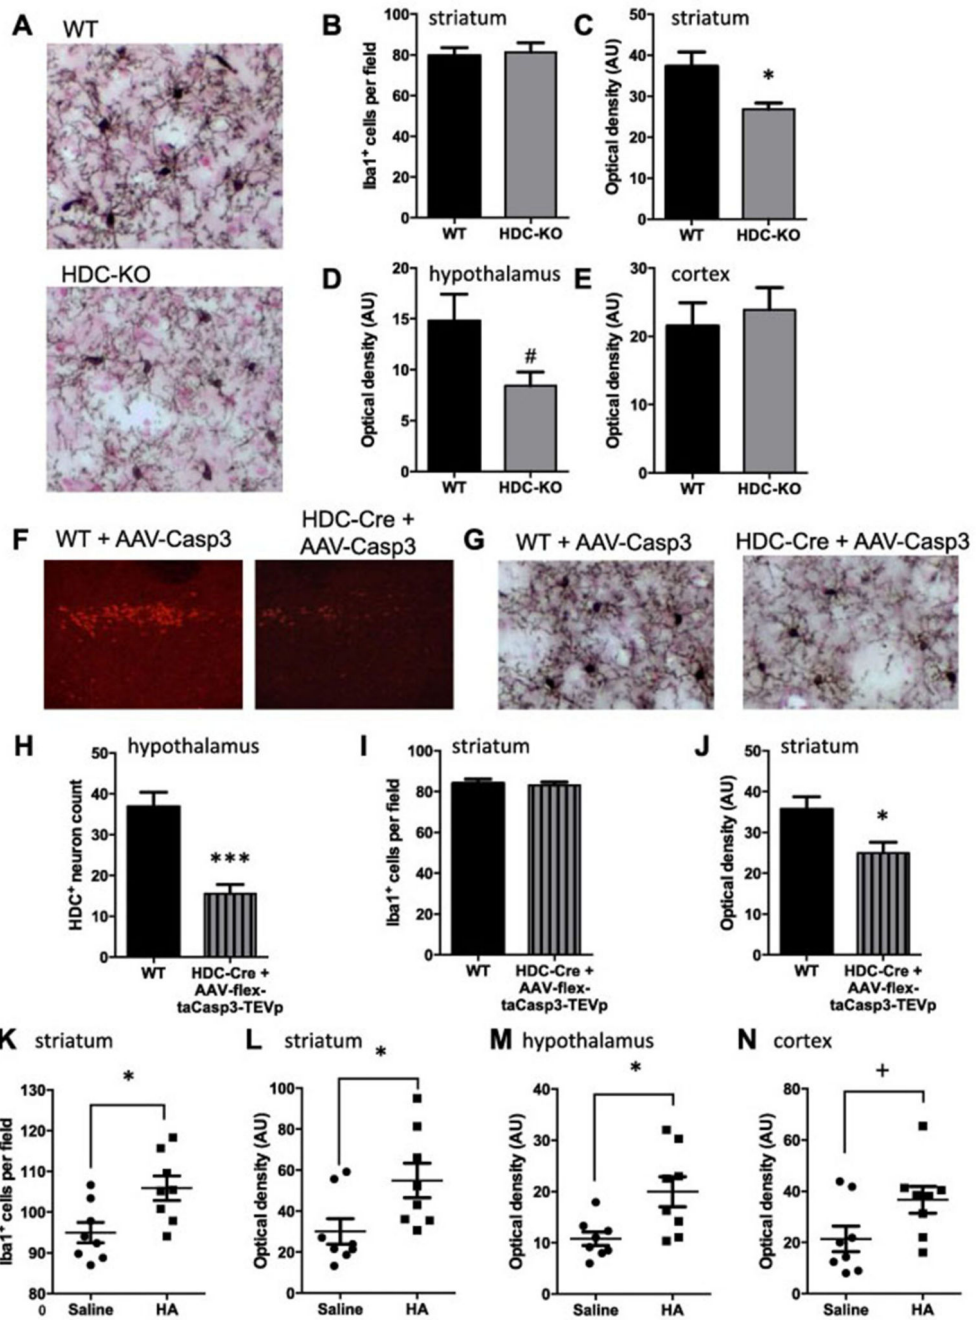 A
WT
HDC-KO
B
striatum
Iba1⁺ cells per field
100
80
60
40
20
0
WT HDC-KO
C
striatum
Optical density (AU)
50
40
30
20
10
0
*
WT HDC-KO
D
hypothalamus
Optical density (AU)
20
15
10
5
0
#
WT HDC-KO
E
cortex
Optical density (AU)
30
20
10
0
WT HDC-KO
F
WT + AAV-Casp3
HDC-Cre +
AAV-Casp3
G
WT + AAV-Casp3
HDC-Cre + AAV-Casp3
H
hypothalamus
HDC⁺ neuron count
50
40
30
20
10
0
***
WT HDC-Cre +
AAV-flex-
taCasp3-TEVp
I
striatum
Iba1⁺ cells per field
100
80
60
40
20
0
WT HDC-Cre +
AAV-flex-
taCasp3-TEVp
J
striatum
Optical density (AU)
50
40
30
20
10
0
*
WT HDC-Cre +
AAV-flex-
taCasp3-TEVp
K
striatum
Iba1⁺ cells per field
130
120
110
100
90
80
0
*
Saline HA
L
striatum
Optical density (AU)
100
80
60
40
20
0
*
Saline HA
M
hypothalamus
Optical density (AU)
40
30
20
10
0
*
Saline HA
N
cortex
Optical density (AU)
80
60
40
20
0
+
Saline HA